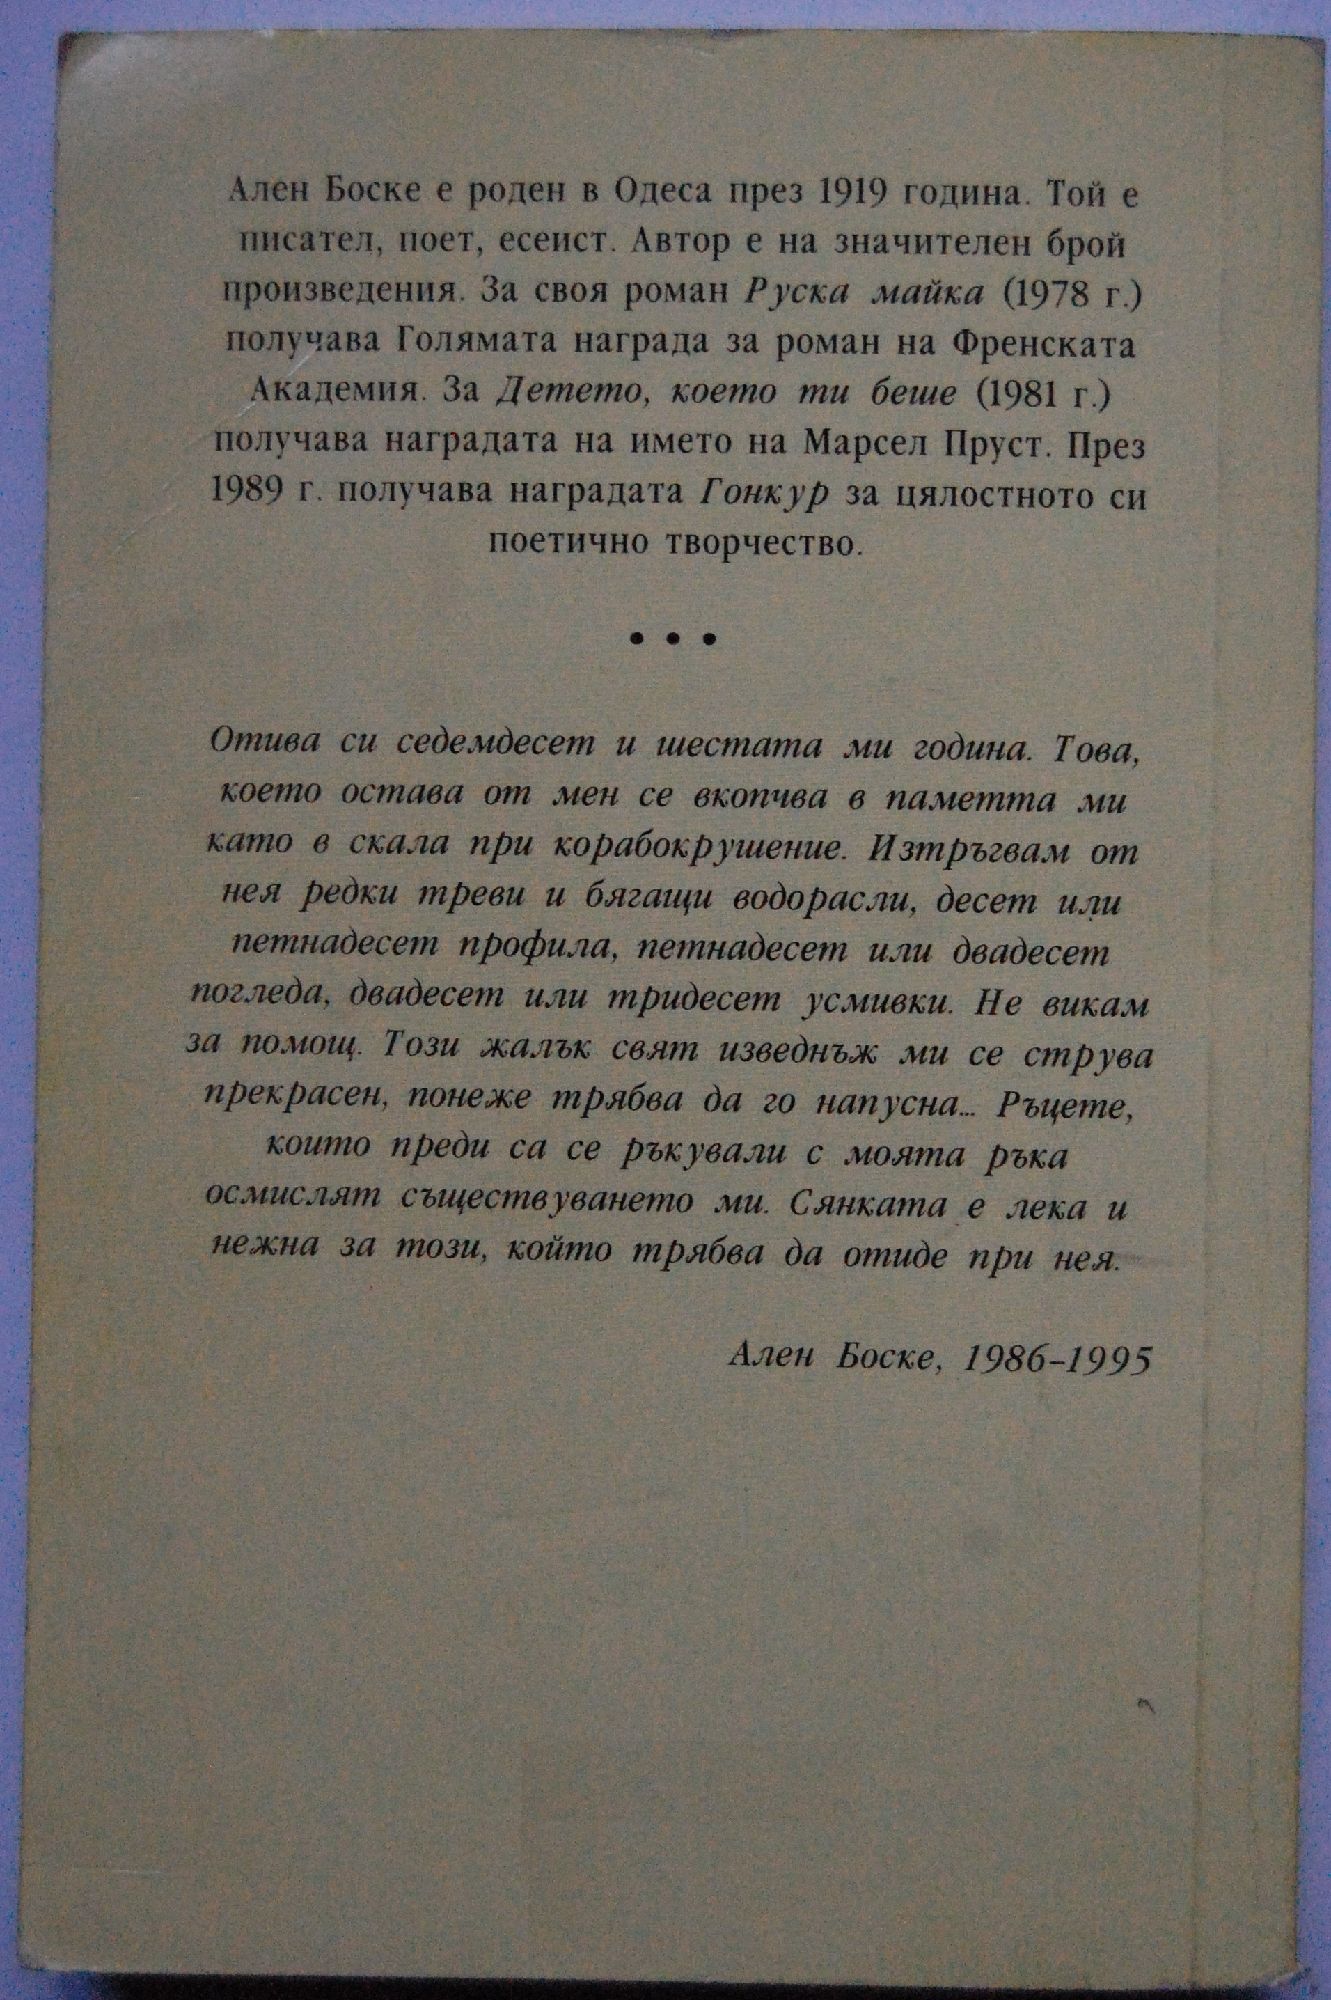 Ален Боске е роден в Одеса през 1919 година. Той е
писател, поет, есеист. Автор е на значителен брой
произведения. За своя роман Руска майка (1978 г.)
получава Голямата награда за роман на Френската
Академия. За Детето, което ти беше (1981 г.)
получава наградата на името на Марсел Пруст. През
1989 г. получава наградата Гонкур за цялостното си
поетично творчество.
• • •
Отива си седемдесет и шестата ми година. Това,
което остава от мен се вкопчва в паметта ми
като в скала при корабокрушение. Изтръгвам от
нея редки треви и бягащи водорасли, десет или
петнадесет профила, петнадесет или двадесет
погледа, двадесет или тридесет усмивки. Не викам
за помощ. Този жалък свят изведнъж ми се струва
прекрасен, понеже трябва да го напусна... Ръцете,
които преди са се ръкували с моята ръка
осмислят съществуването ми. Сянката е лека и
нежна за този, който трябва да отиде при нея.
Ален Боске, 1986–1995